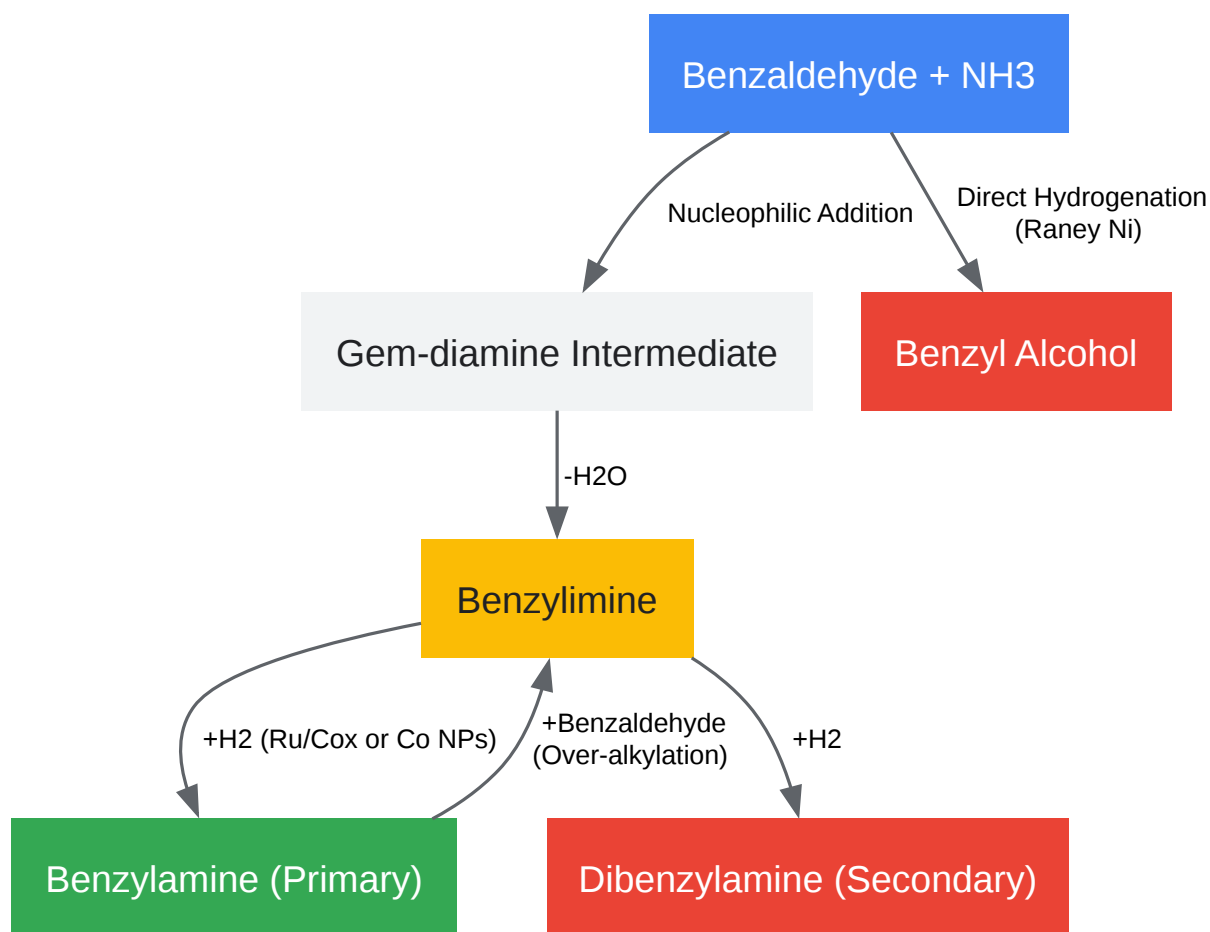 Benzaldehyde + NH3
Nucleophilic Addition
Direct Hydrogenation
(Raney Ni)
Gem-diamine Intermediate
Benzyl Alcohol
-H2O
Benzylimine
+H2 (Ru/Cox or Co NPs)
+Benzaldehyde
(Over-alkylation)
+H2
Benzylamine (Primary)
Dibenzylamine (Secondary)